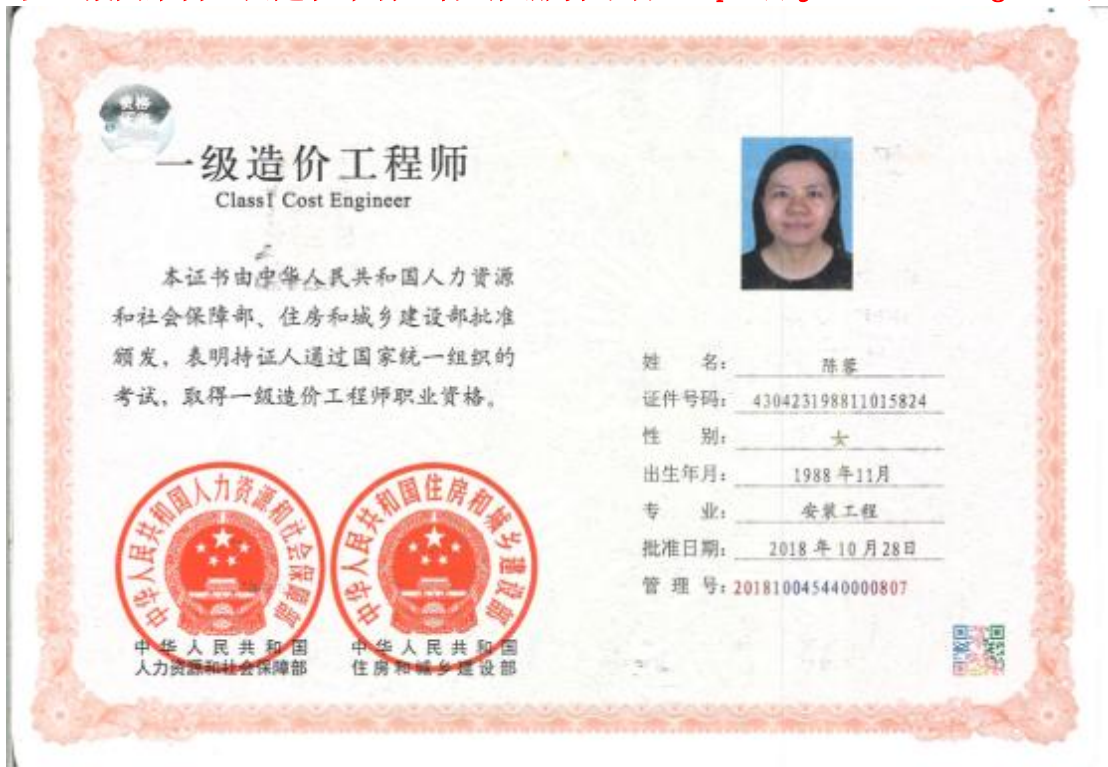 一级造价工程师
Class1 Cost Engineer
本证书由中华人民共和国人力资源
和社会保障部、住房和城乡建设部批准
颁发，表明持证人通过国家统一组织的
考试，取得一级造价工程师职业资格。
中华人民共和国人力资源和社会保障部
中华人民共和国住房和城乡建设部
中华人民共和国
人力资源和社会保障部
中华人民共和国
住房和城乡建设部
姓 名： 陈蓉
证件号码： 430423198811015824
性 别： 女
出生年月： 1988年11月
专 业： 安装工程
批准日期： 2018年10月28日
管 理 号：201810045440000807